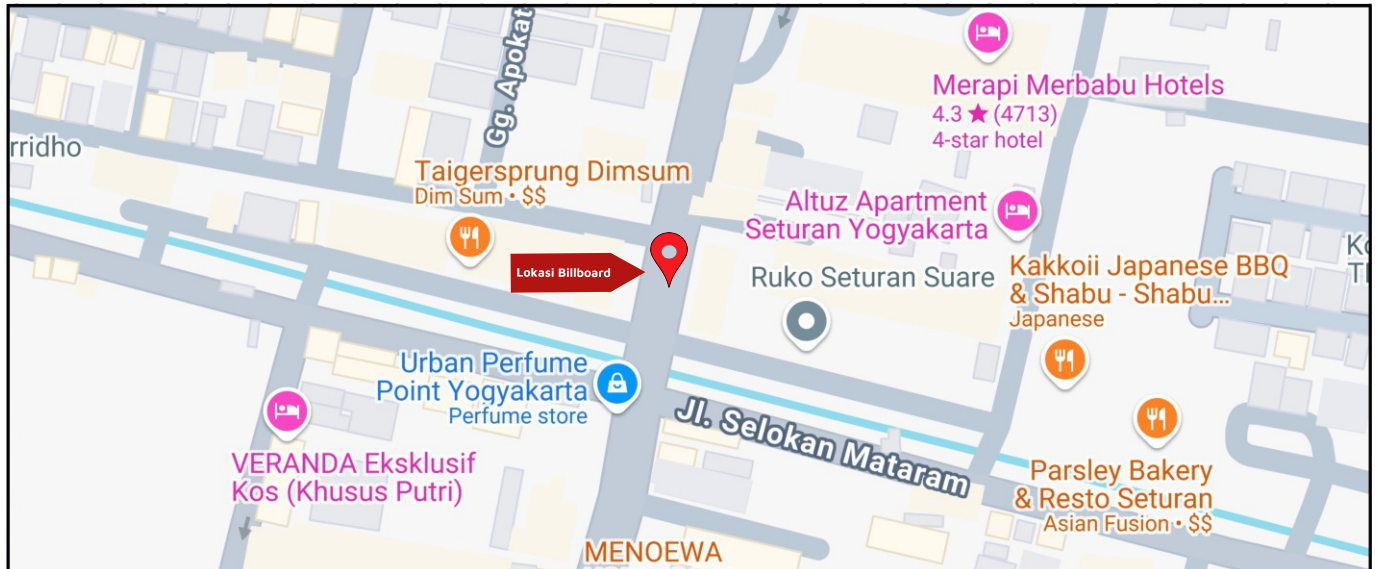 Gg. Apokat
Merapi Merbabu Hotels
4.3 ★ (4713)
4-star hotel
rridho
Taigersprung Dimsum
Dim Sum • $$
Altuz Apartment
Seturan Yogyakarta
Lokasi Billboard
Ruko Seturan Suare
Kakkoii Japanese BBQ
& Shabu - Shabu...
Japanese
Urban Perfume
Point Yogyakarta
Perfume store
Jl. Selokan Mataram
VERANDA Eksklusif
Kos (Khusus Putri)
Parsley Bakery
& Resto Seturan
Asian Fusion • $$
MENOEWA